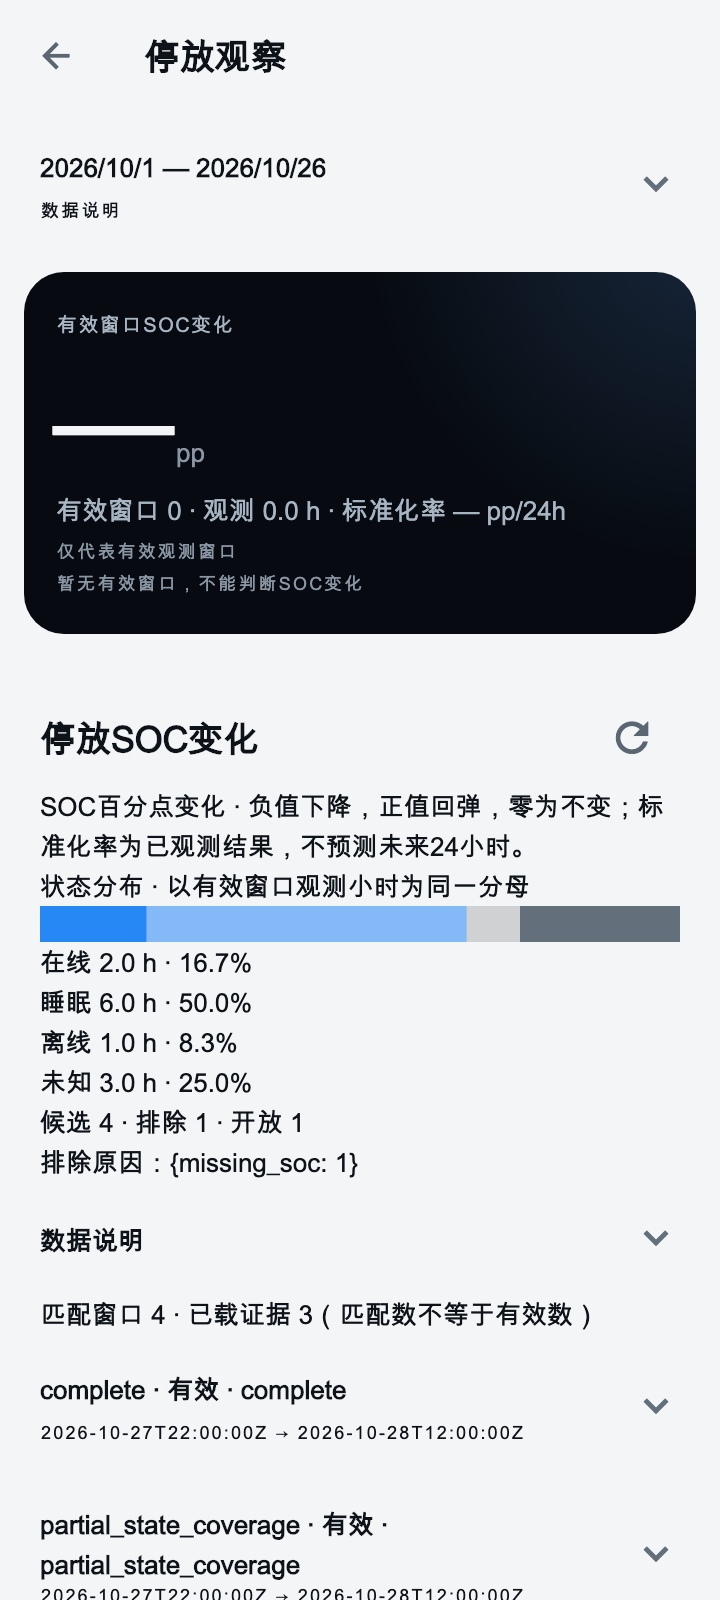 停放观察
2026/10/1 — 2026/10/26
数据说明
有效窗口SOC变化
— pp
有效窗口 0 · 观测 0.0 h · 标准化率 — pp/24h
仅代表有效观测窗口
暂无有效窗口，不能判断SOC变化
停放SOC变化
SOC百分点变化 · 负值下降，正值回弹，零为不变；标
准化率为已观测结果，不预测未来24小时。
状态分布 · 以有效窗口观测小时为同一分母
在线 2.0 h · 16.7%
睡眠 6.0 h · 50.0%
离线 1.0 h · 8.3%
未知 3.0 h · 25.0%
候选 4 · 排除 1 · 开放 1
排除原因：{missing_soc: 1}
数据说明
匹配窗口 4 · 已载证据 3（匹配数不等于有效数）
complete · 有效 · complete
2026-10-27T22:00:00Z → 2026-10-28T12:00:00Z
partial_state_coverage · 有效 ·
partial_state_coverage
2026-10-27T22:00:00Z → 2026-10-28T12:00:00Z